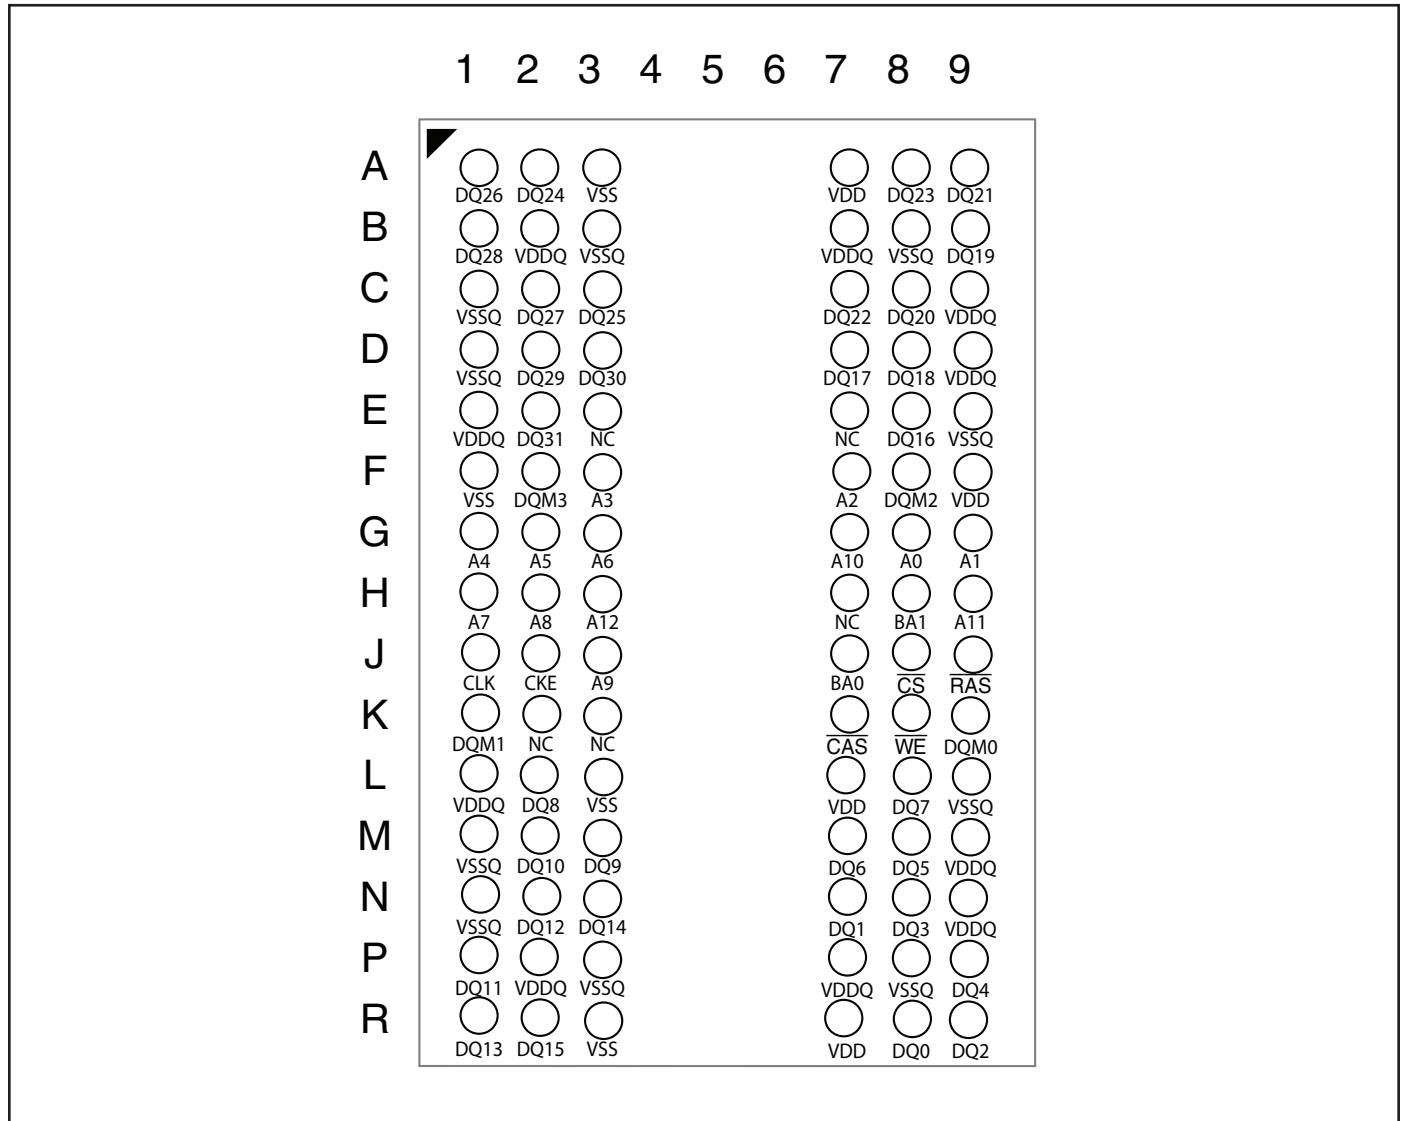 1 2 3 4 5 6 7 8 9
A
DQ26 DQ24 VSS VDD DQ23 DQ21
B
DQ28 VDDQ VSSQ VDDQ VSSQ DQ19
C
VSSQ DQ27 DQ25 DQ22 DQ20 VDDQ
D
VSSQ DQ29 DQ30 DQ17 DQ18 VDDQ
E
VDDQ DQ31 NC NC DQ16 VSSQ
F
VSS DQM3 A3 A2 DQM2 VDD
G
A4 A5 A6 A10 A0 A1
H
A7 A8 A12 NC BA1 A11
J
CLK CKE A9 BA0 C̅S̅ R̅A̅S̅
K
DQM1 NC NC C̅A̅S̅ W̅E̅ DQM0
L
VDDQ DQ8 VSS VDD DQ7 VSSQ
M
VSSQ DQ10 DQ9 DQ6 DQ5 VDDQ
N
VSSQ DQ12 DQ14 DQ1 DQ3 VDDQ
P
DQ11 VDDQ VSSQ VDDQ VSSQ DQ4
R
DQ13 DQ15 VSS VDD DQ0 DQ2